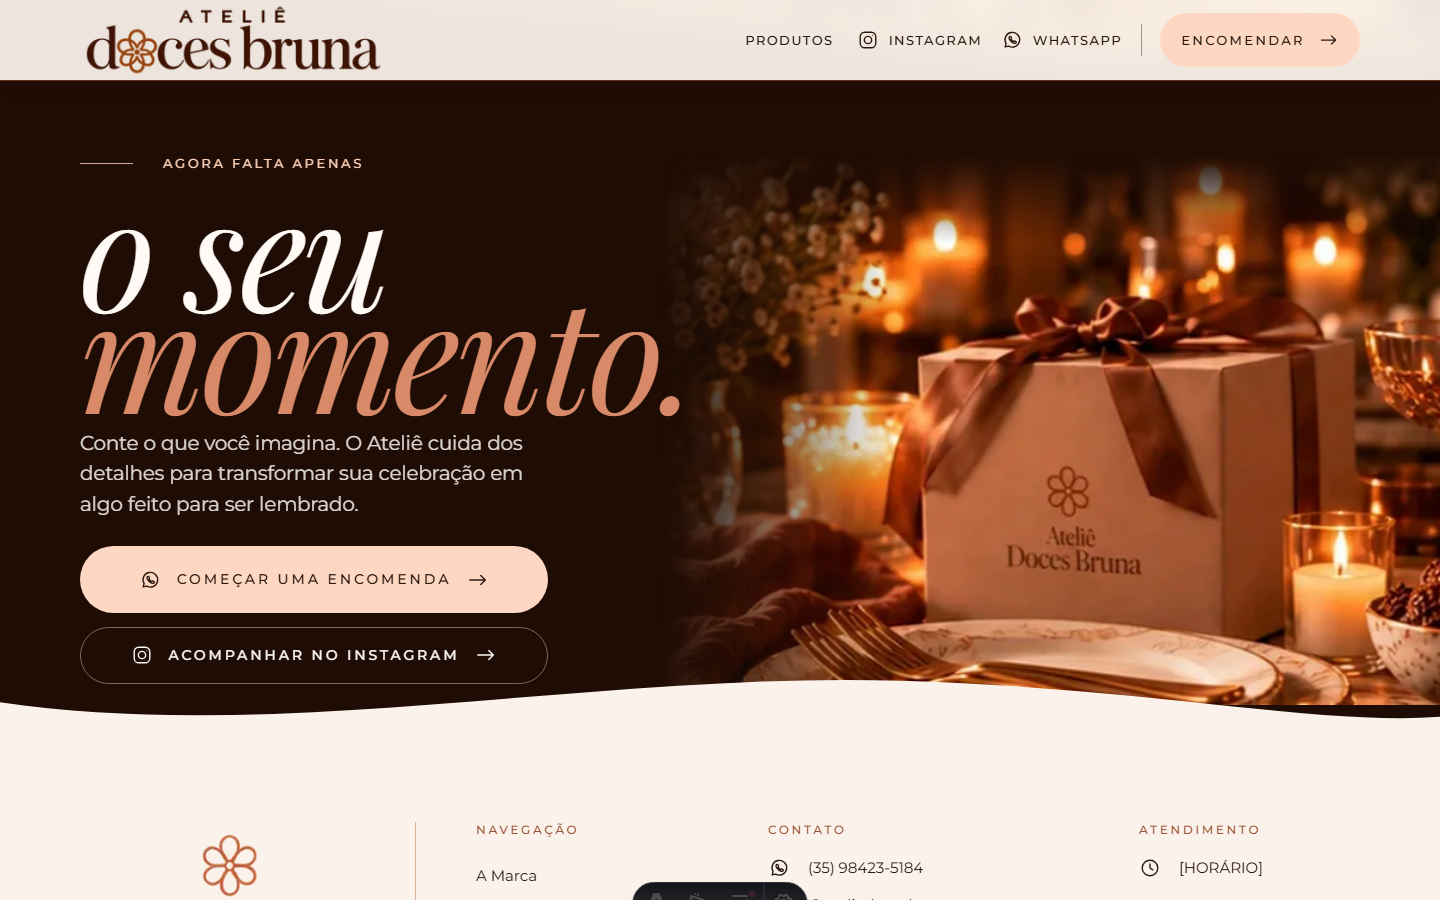 ATELIÊ
doces bruna
PRODUTOS
INSTAGRAM
WHATSAPP
ENCOMENDAR
AGORA FALTA APENAS
o seu
momento.
Conte o que você imagina. O Ateliê cuida dos
detalhes para transformar sua celebração em
algo feito para ser lembrado.
COMEÇAR UMA ENCOMENDA
ACOMPANHAR NO INSTAGRAM
Ateliê
Doces Bruna
NAVEGAÇÃO
A Marca
CONTATO
(35) 98423-5184
ATENDIMENTO
[HORÁRIO]